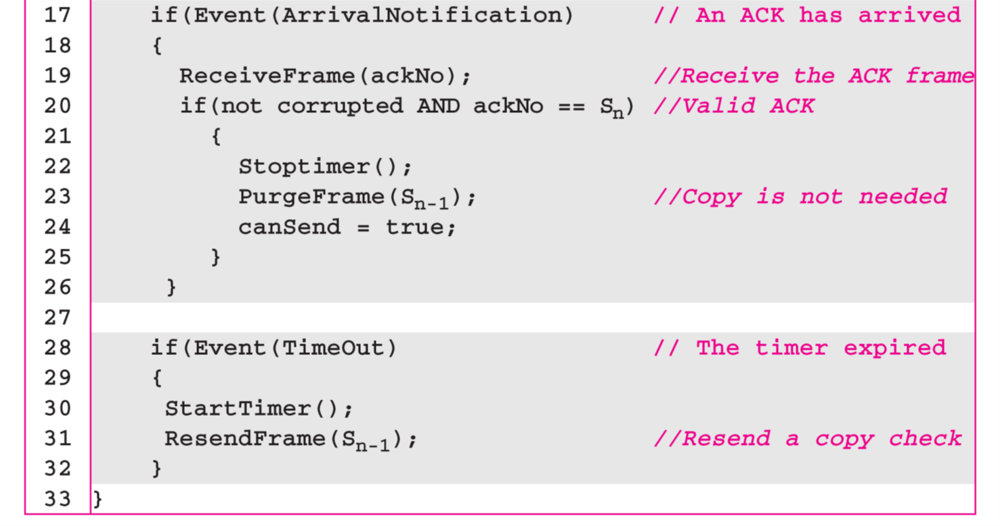 17 if(Event(ArrivalNotification) // An ACK has arrived
18 {
19 ReceiveFrame(ackNo); //Receive the ACK frame
20 if(not corrupted AND ackNo == Sn) //Valid ACK
21 {
22 Stoptimer();
23 PurgeFrame(Sn-1); //Copy is not needed
24 canSend = true;
25 }
26 }
27
28 if(Event(TimeOut) // The timer expired
29 {
30 StartTimer();
31 ResendFrame(Sn-1); //Resend a copy check
32 }
33 }